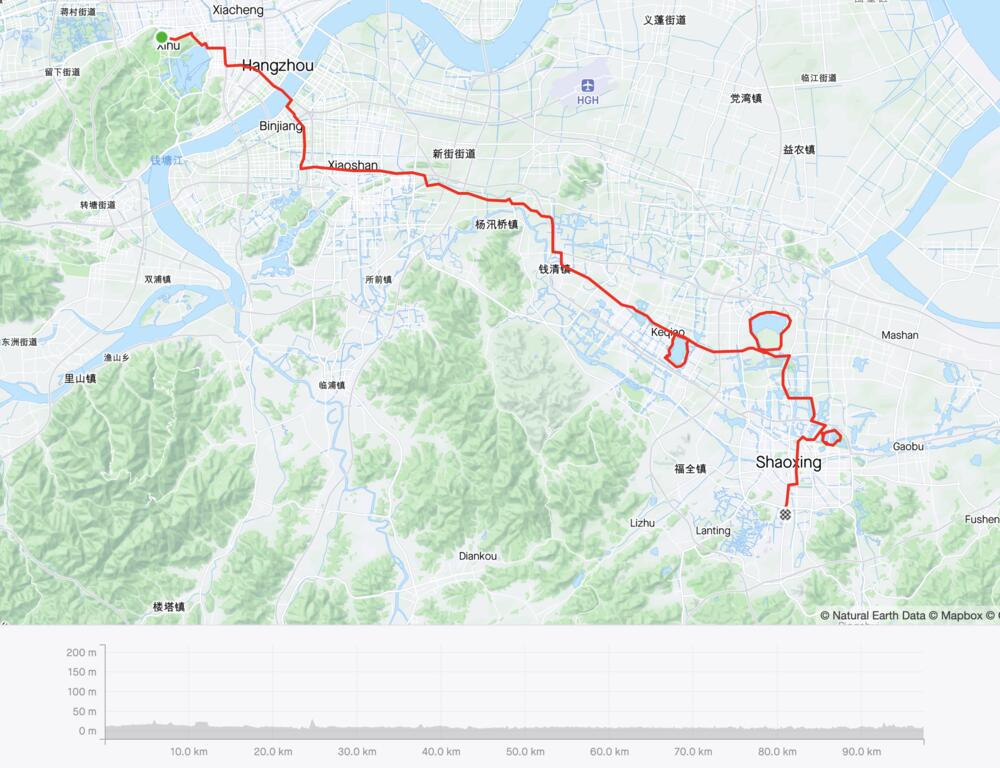 Xiacheng
蒋村街道
义蓬街道
Xihu
留下街道
Hangzhou
临江街道
HGH
党湾镇
Binjiang
益农镇
新街街道
钱塘江
Xiaoshan
转塘街道
杨汛桥镇
双浦镇
所前镇
钱清镇
东洲街道
Keqiao
Mashan
渔山乡
里山镇
临浦镇
Gaobu
Shaoxing
福全镇
Lizhu
Lanting
Fushen
Diankou
楼塔镇
© Natural Earth Data © Mapbox ©
200 m
150 m
100 m
50 m
0 m
10.0 km
20.0 km
30.0 km
40.0 km
50.0 km
60.0 km
70.0 km
80.0 km
90.0 km